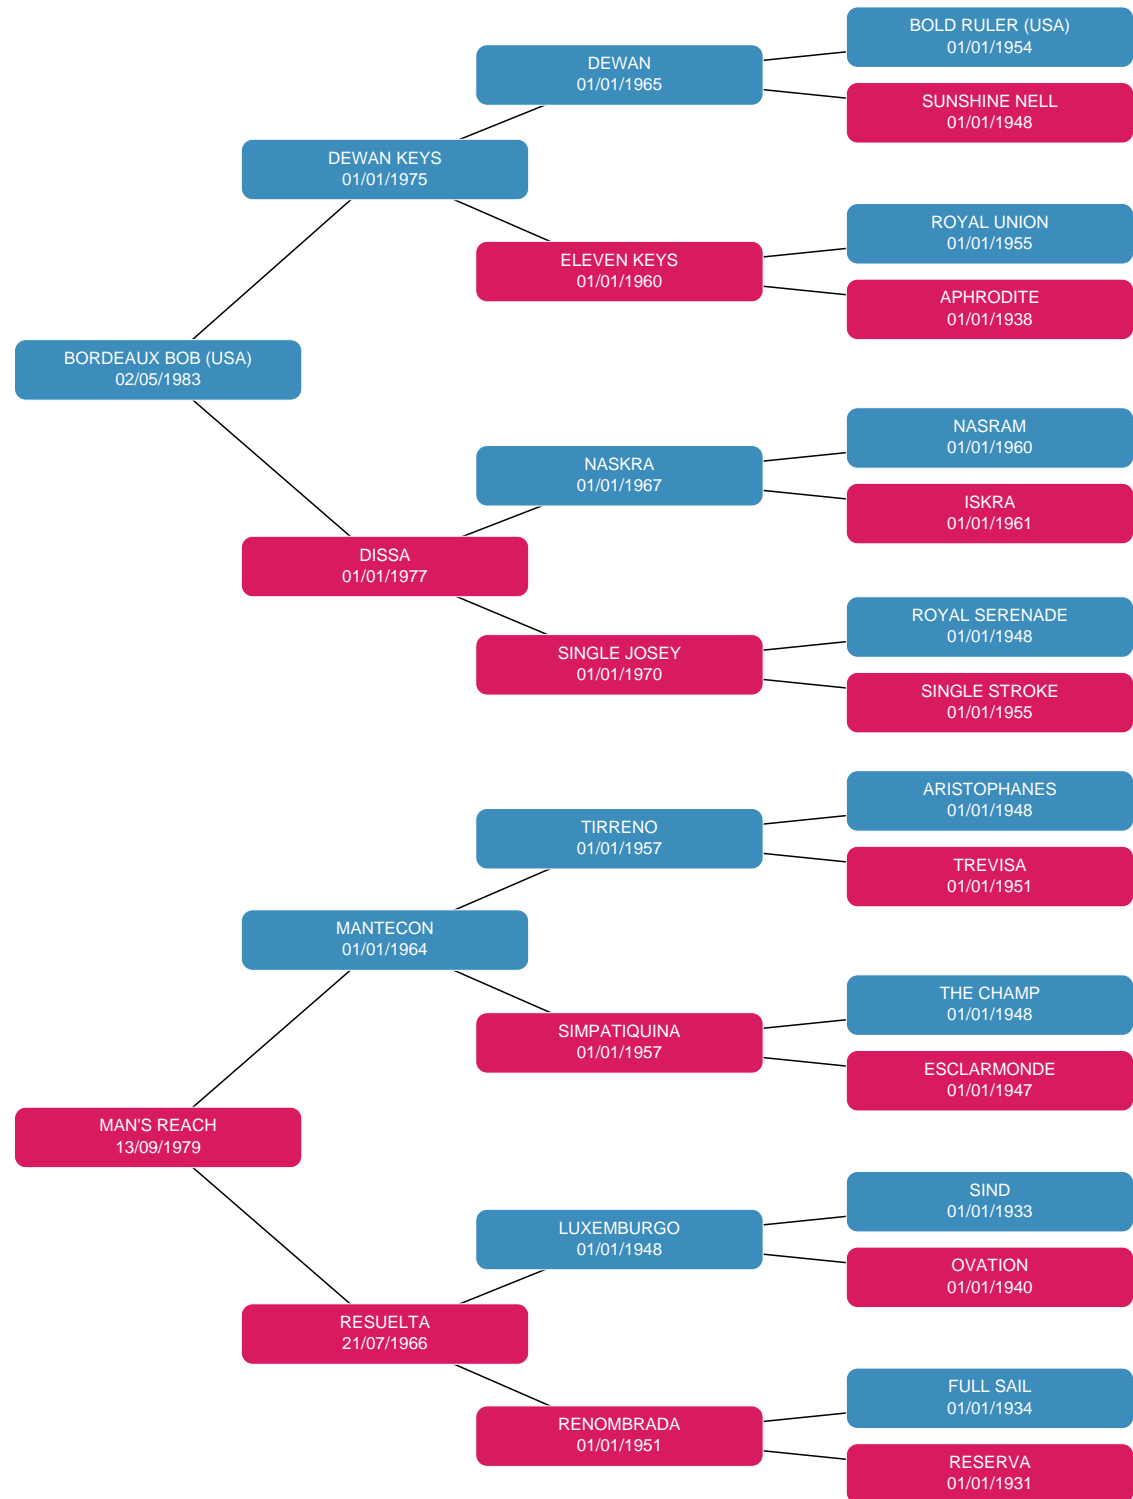 BOLD RULER (USA)
01/01/1954
DEWAN
01/01/1965
SUNSHINE NELL
01/01/1948
DEWAN KEYS
01/01/1975
ROYAL UNION
01/01/1955
ELEVEN KEYS
01/01/1960
APHRODITE
01/01/1938
BORDEAUX BOB (USA)
02/05/1983
NASRAM
01/01/1960
NASKRA
01/01/1967
ISKRA
01/01/1961
DISSA
01/01/1977
ROYAL SERENADE
01/01/1948
SINGLE JOSEY
01/01/1970
SINGLE STROKE
01/01/1955
ARISTOPHANES
01/01/1948
TIRRENO
01/01/1957
TREVISA
01/01/1951
MANTECON
01/01/1964
THE CHAMP
01/01/1948
SIMPATIQUINA
01/01/1957
ESCLARMONDE
01/01/1947
MAN'S REACH
13/09/1979
SIND
01/01/1933
LUXEMBURGO
01/01/1948
OVATION
01/01/1940
RESUELTA
21/07/1966
FULL SAIL
01/01/1934
RENOMBRADA
01/01/1951
RESERVA
01/01/1931